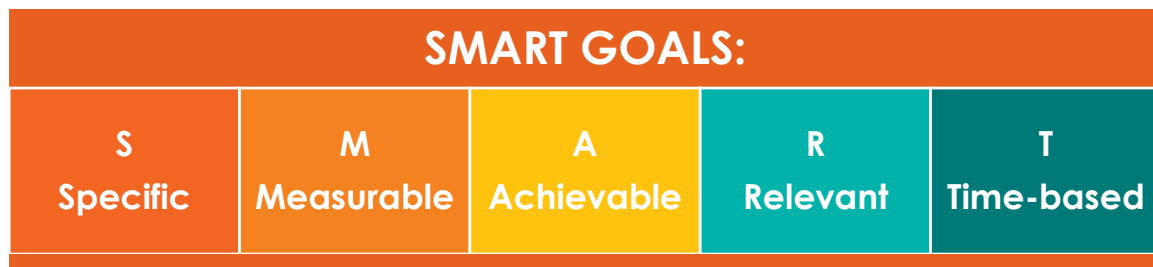 SMART GOALS:
S
Specific
M
Measurable
A
Achievable
R
Relevant
T
Time-based